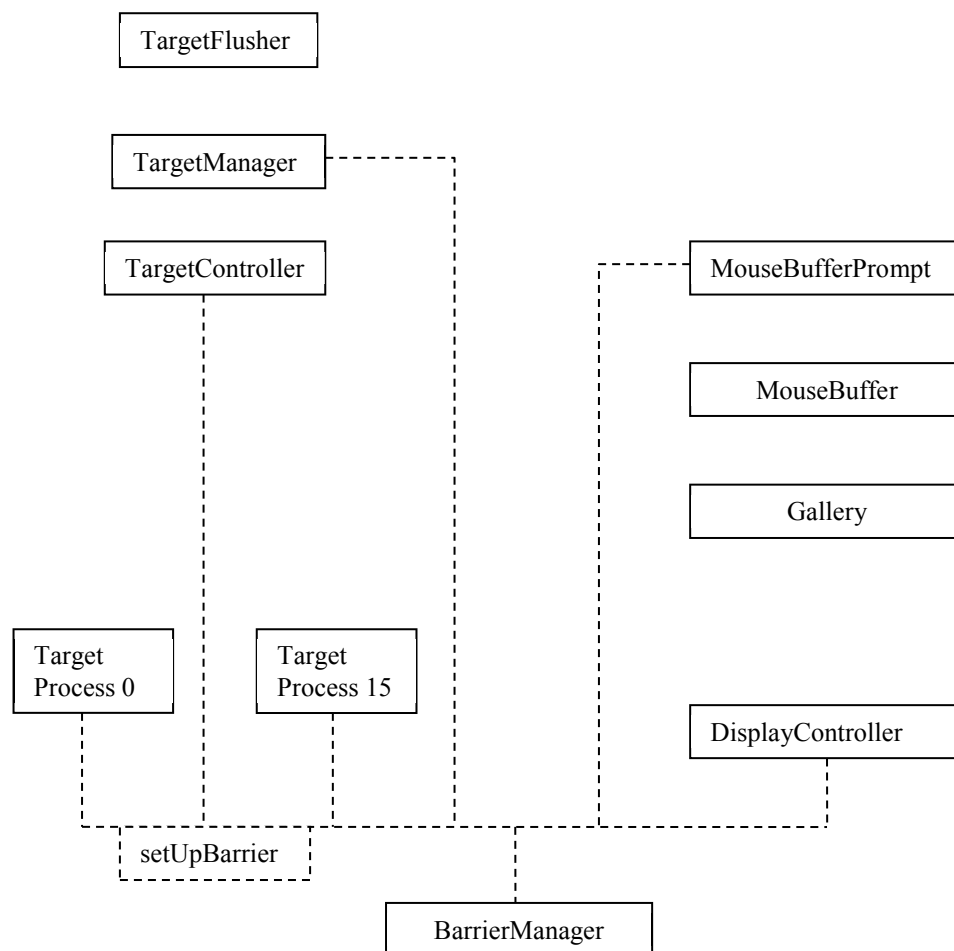 TargetFlusher
TargetManager
TargetController
MouseBufferPrompt
MouseBuffer
Gallery
Target
Process 0
Target
Process 15
DisplayController
setUpBarrier
BarrierManager